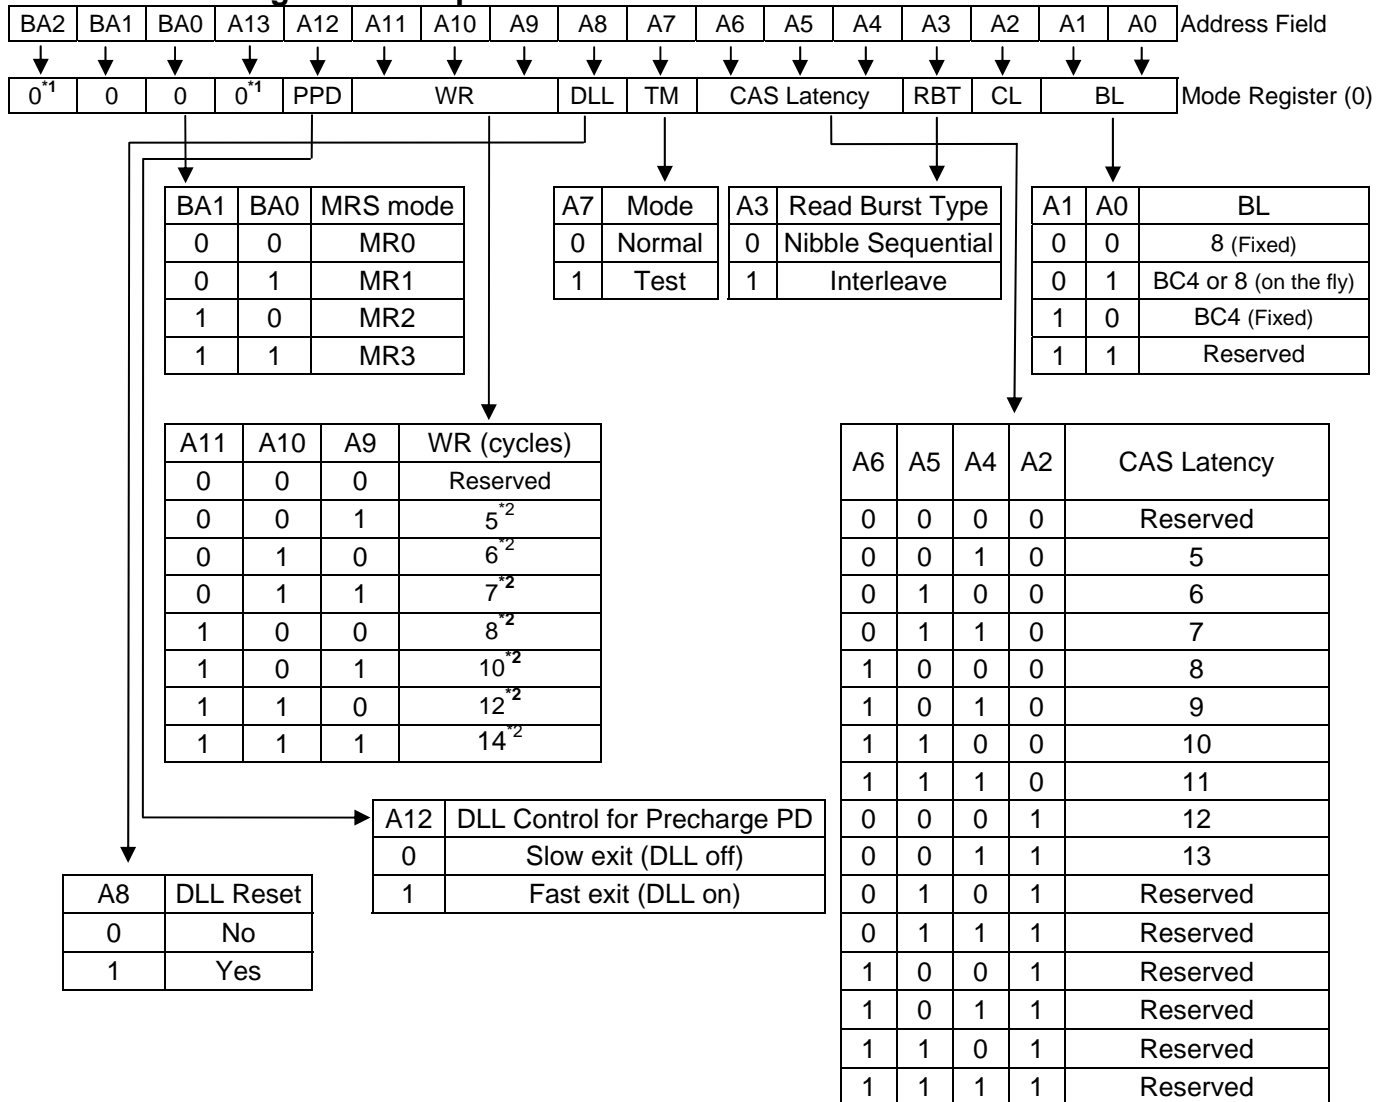 BA2 BA1 BA0 A13 A12 A11 A10 A9 A8 A7 A6 A5 A4 A3 A2 A1 A0 Address Field
0*1 0 0 0*1 PPD WR DLL TM CAS Latency RBT CL BL Mode Register (0)
BA1 BA0 MRS mode
0 0 MR0
0 1 MR1
1 0 MR2
1 1 MR3
A7 Mode
0 Normal
1 Test
A3 Read Burst Type
0 Nibble Sequential
1 Interleave
A1 A0 BL
0 0 8 (Fixed)
0 1 BC4 or 8 (on the fly)
1 0 BC4 (Fixed)
1 1 Reserved
A11 A10 A9 WR (cycles)
0 0 0 Reserved
0 0 1 5*2
0 1 0 6*2
0 1 1 7*2
1 0 0 8*2
1 0 1 10*2
1 1 0 12*2
1 1 1 14*2
A6 A5 A4 A2 CAS Latency
0 0 0 0 Reserved
0 0 1 0 5
0 1 0 0 6
0 1 1 0 7
1 0 0 0 8
1 0 1 0 9
1 1 0 0 10
1 1 1 0 11
0 0 0 1 12
0 0 1 1 13
0 1 0 1 Reserved
0 1 1 1 Reserved
1 0 0 1 Reserved
1 0 1 1 Reserved
1 1 0 1 Reserved
1 1 1 1 Reserved
A12 DLL Control for Precharge PD
0 Slow exit (DLL off)
1 Fast exit (DLL on)
A8 DLL Reset
0 No
1 Yes